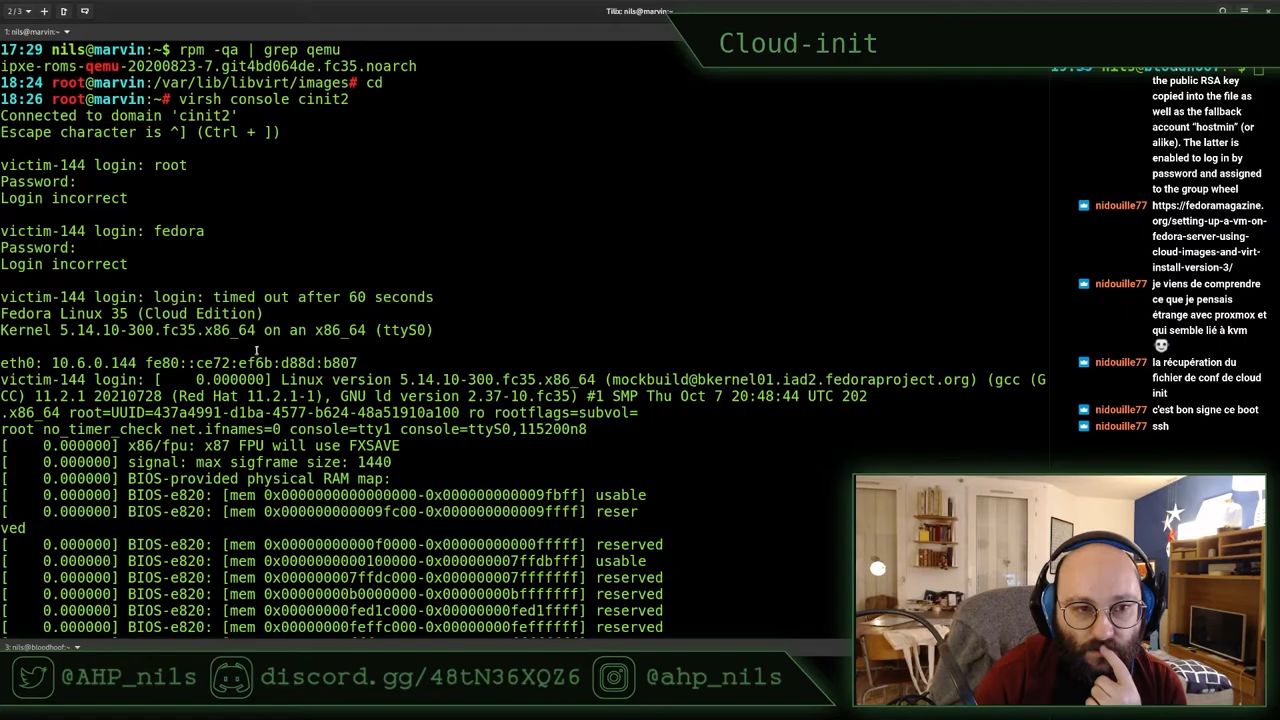 2/3
Tilix: nils@marvin:~
1: nils@marvin:~
17:29 nils@marvin:~$ rpm -qa | grep qemu
ipxe-roms-qemu-20200823-7.git4bd064de.fc35.noarch
18:24 root@marvin:/var/lib/libvirt/images# cd
18:26 root@marvin:~# virsh console cinit2
Connected to domain 'cinit2'
Escape character is ^] (Ctrl + ])
victim-144 login: root
Password:
Login incorrect
victim-144 login: fedora
Password:
Login incorrect
victim-144 login: login: timed out after 60 seconds
Fedora Linux 35 (Cloud Edition)
Kernel 5.14.10-300.fc35.x86_64 on an x86_64 (ttyS0)
eth0: 10.6.0.144 fe80::ce72:ef6b:d88d:b807
victim-144 login: [    0.000000] Linux version 5.14.10-300.fc35.x86_64 (mockbuild@bkernel01.iad2.fedoraproject.org) (gcc (G
CC) 11.2.1 20210728 (Red Hat 11.2.1-1), GNU ld version 2.37-10.fc35) #1 SMP Thu Oct 7 20:48:44 UTC 202
.x86_64 root=UUID=437a4991-d1ba-4577-b624-48a51910a100 ro rootflags=subvol=
root no_timer_check net.ifnames=0 console=tty1 console=ttyS0,115200n8
[    0.000000] x86/fpu: x87 FPU will use FXSAVE
[    0.000000] signal: max sigframe size: 1440
[    0.000000] BIOS-provided physical RAM map:
[    0.000000] BIOS-e820: [mem 0x0000000000000000-0x000000000009fbff] usable
[    0.000000] BIOS-e820: [mem 0x000000000009fc00-0x000000000009ffff] reser
ved
[    0.000000] BIOS-e820: [mem 0x00000000000f0000-0x00000000000fffff] reserved
[    0.000000] BIOS-e820: [mem 0x0000000000100000-0x000000007ffdbfff] usable
[    0.000000] BIOS-e820: [mem 0x000000007ffdc000-0x000000007fffffff] reserved
[    0.000000] BIOS-e820: [mem 0x00000000b0000000-0x00000000bfffffff] reserved
[    0.000000] BIOS-e820: [mem 0x00000000fed1c000-0x00000000fed1ffff] reserved
[    0.000000] BIOS-e820: [mem 0x00000000feffc000-0x00000000feffffff] reserved
3: nils@bloodhoof:~
Cloud-init
the public RSA key
copied into the file as
well as the fallback
account “hostmin” (or
alike). The latter is
enabled to log in by
password and assigned
to the group wheel
nidouille77 https://fedoramagazine.
org/setting-up-a-vm-on-
fedora-server-using-
cloud-images-and-virt-
install-version-3/
nidouille77 je viens de comprendre
ce que je pensais
étrange avec proxmox et
qui semble lié à kvm
nidouille77 la récupération du
fichier de conf de cloud
init
nidouille77 c'est bon signe ce boot
nidouille77 ssh
@AHP_nils
discord.gg/48tN36XQZ6
@ahp_nils